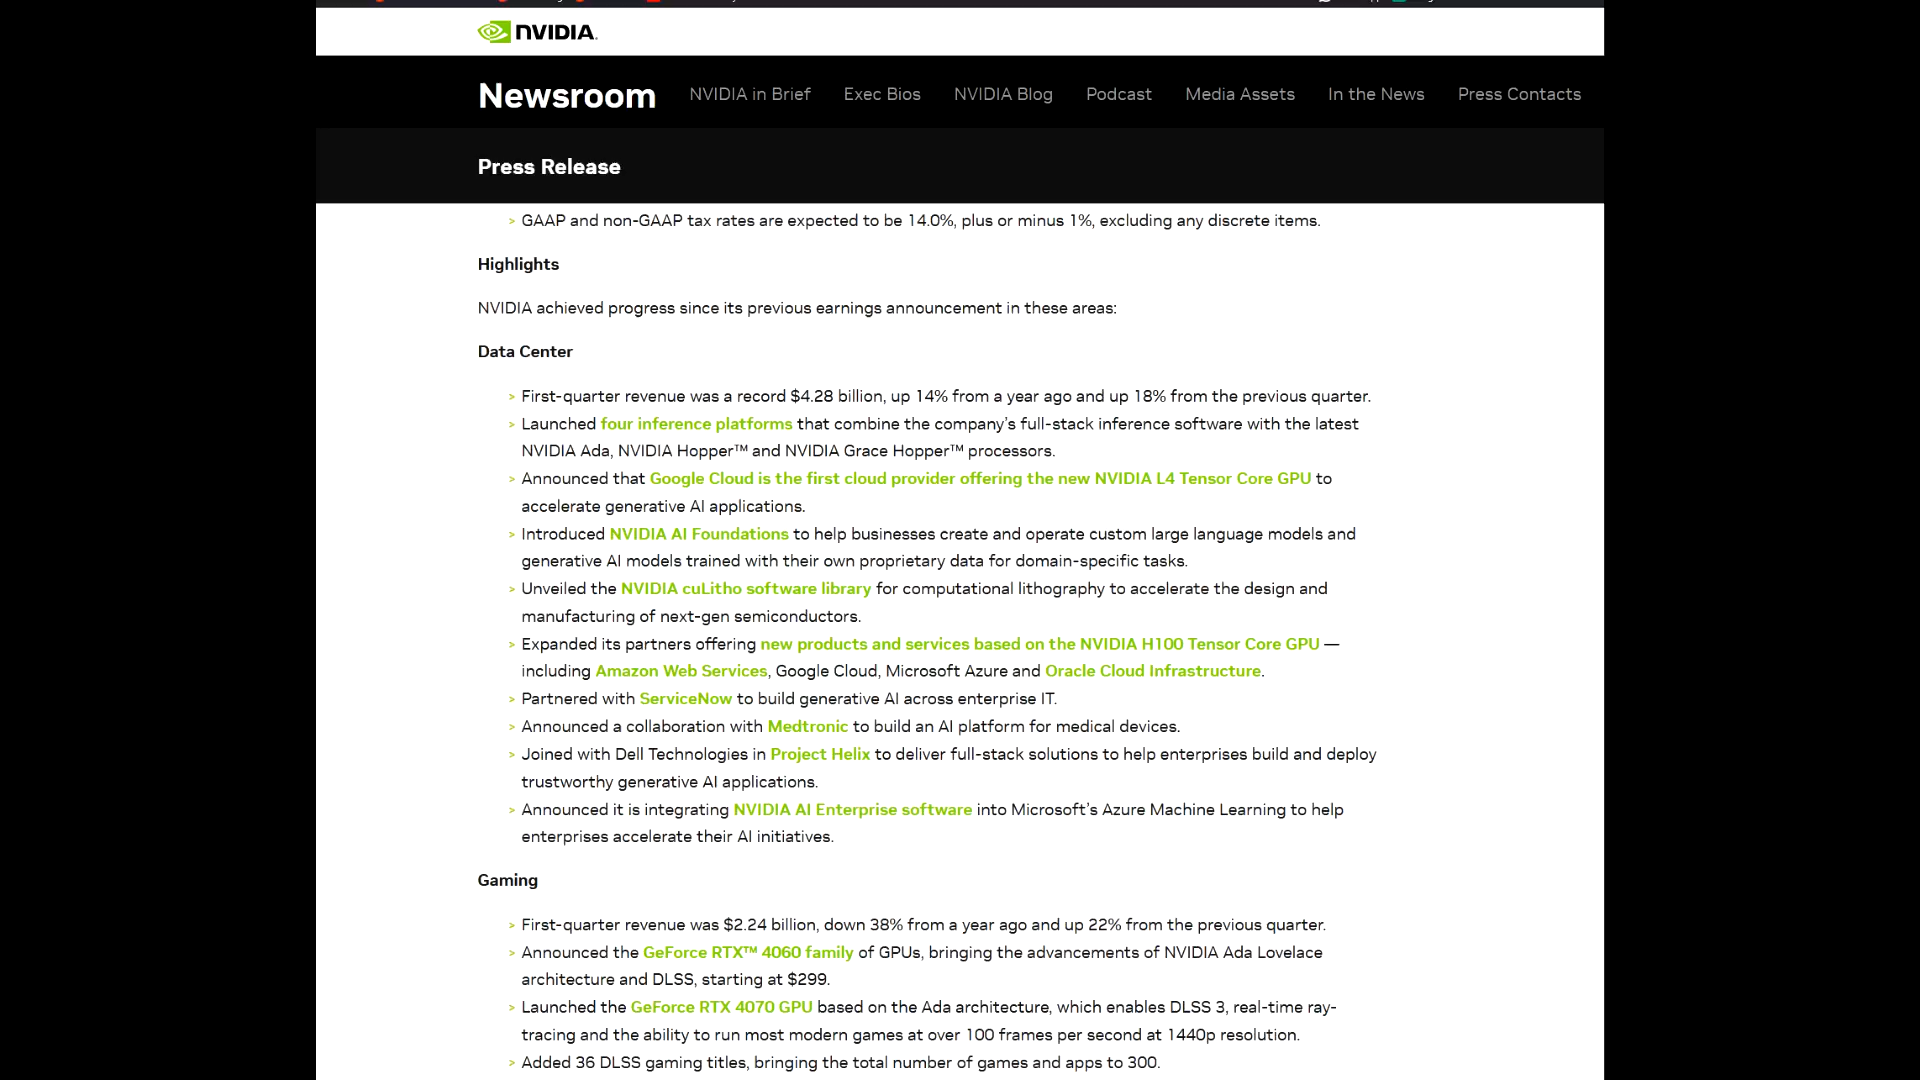 NVIDIA.
Newsroom NVIDIA in Brief Exec Bios NVIDIA Blog Podcast Media Assets In the News Press Contacts
Press Release
> GAAP and non-GAAP tax rates are expected to be 14.0%, plus or minus 1%, excluding any discrete items.
Highlights
NVIDIA achieved progress since its previous earnings announcement in these areas:
Data Center
> First-quarter revenue was a record $4.28 billion, up 14% from a year ago and up 18% from the previous quarter.
> Launched four inference platforms that combine the company's full-stack inference software with the latest
NVIDIA Ada, NVIDIA Hopper™ and NVIDIA Grace Hopper™ processors.
> Announced that Google Cloud is the first cloud provider offering the new NVIDIA L4 Tensor Core GPU to
accelerate generative AI applications.
> Introduced NVIDIA AI Foundations to help businesses create and operate custom large language models and
generative AI models trained with their own proprietary data for domain-specific tasks.
> Unveiled the NVIDIA cuLitho software library for computational lithography to accelerate the design and
manufacturing of next-gen semiconductors.
> Expanded its partners offering new products and services based on the NVIDIA H100 Tensor Core GPU —
including Amazon Web Services, Google Cloud, Microsoft Azure and Oracle Cloud Infrastructure.
> Partnered with ServiceNow to build generative AI across enterprise IT.
> Announced a collaboration with Medtronic to build an AI platform for medical devices.
> Joined with Dell Technologies in Project Helix to deliver full-stack solutions to help enterprises build and deploy
trustworthy generative AI applications.
> Announced it is integrating NVIDIA AI Enterprise software into Microsoft's Azure Machine Learning to help
enterprises accelerate their AI initiatives.
Gaming
> First-quarter revenue was $2.24 billion, down 38% from a year ago and up 22% from the previous quarter.
> Announced the GeForce RTX™ 4060 family of GPUs, bringing the advancements of NVIDIA Ada Lovelace
architecture and DLSS, starting at $299.
> Launched the GeForce RTX 4070 GPU based on the Ada architecture, which enables DLSS 3, real-time ray-
tracing and the ability to run most modern games at over 100 frames per second at 1440p resolution.
> Added 36 DLSS gaming titles, bringing the total number of games and apps to 300.